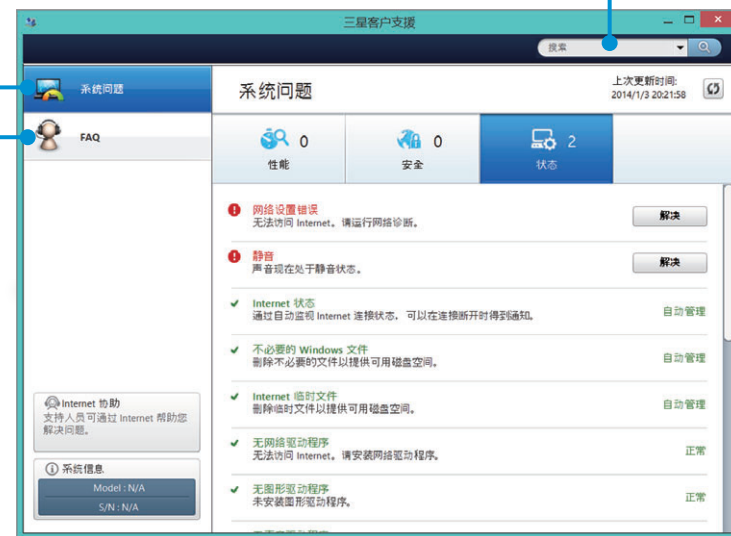 三星客户支援
搜索
系统问题
FAQ
Internet 协助
支持人员可通过 Internet 帮助您
解决问题。
系统信息
Model : N/A
S/N : N/A
系统问题
上次更新时间:
2014/1/3 20:21:58
0
性能
0
安全
2
状态
网络设置错误
无法访问 Internet。请运行网络诊断。
解决
静音
声音现在处于静音状态。
解决
Internet 状态
通过自动监视 Internet 连接状态，可以在连接断开时得到通知。
自动管理
不必要的 Windows 文件
删除不必要的文件以提供可用磁盘空间。
自动管理
Internet 临时文件
删除临时文件以提供可用磁盘空间。
自动管理
无网络驱动程序
无法访问 Internet。请安装网络驱动程序。
正常
无图形驱动程序
未安装图形驱动程序。
正常